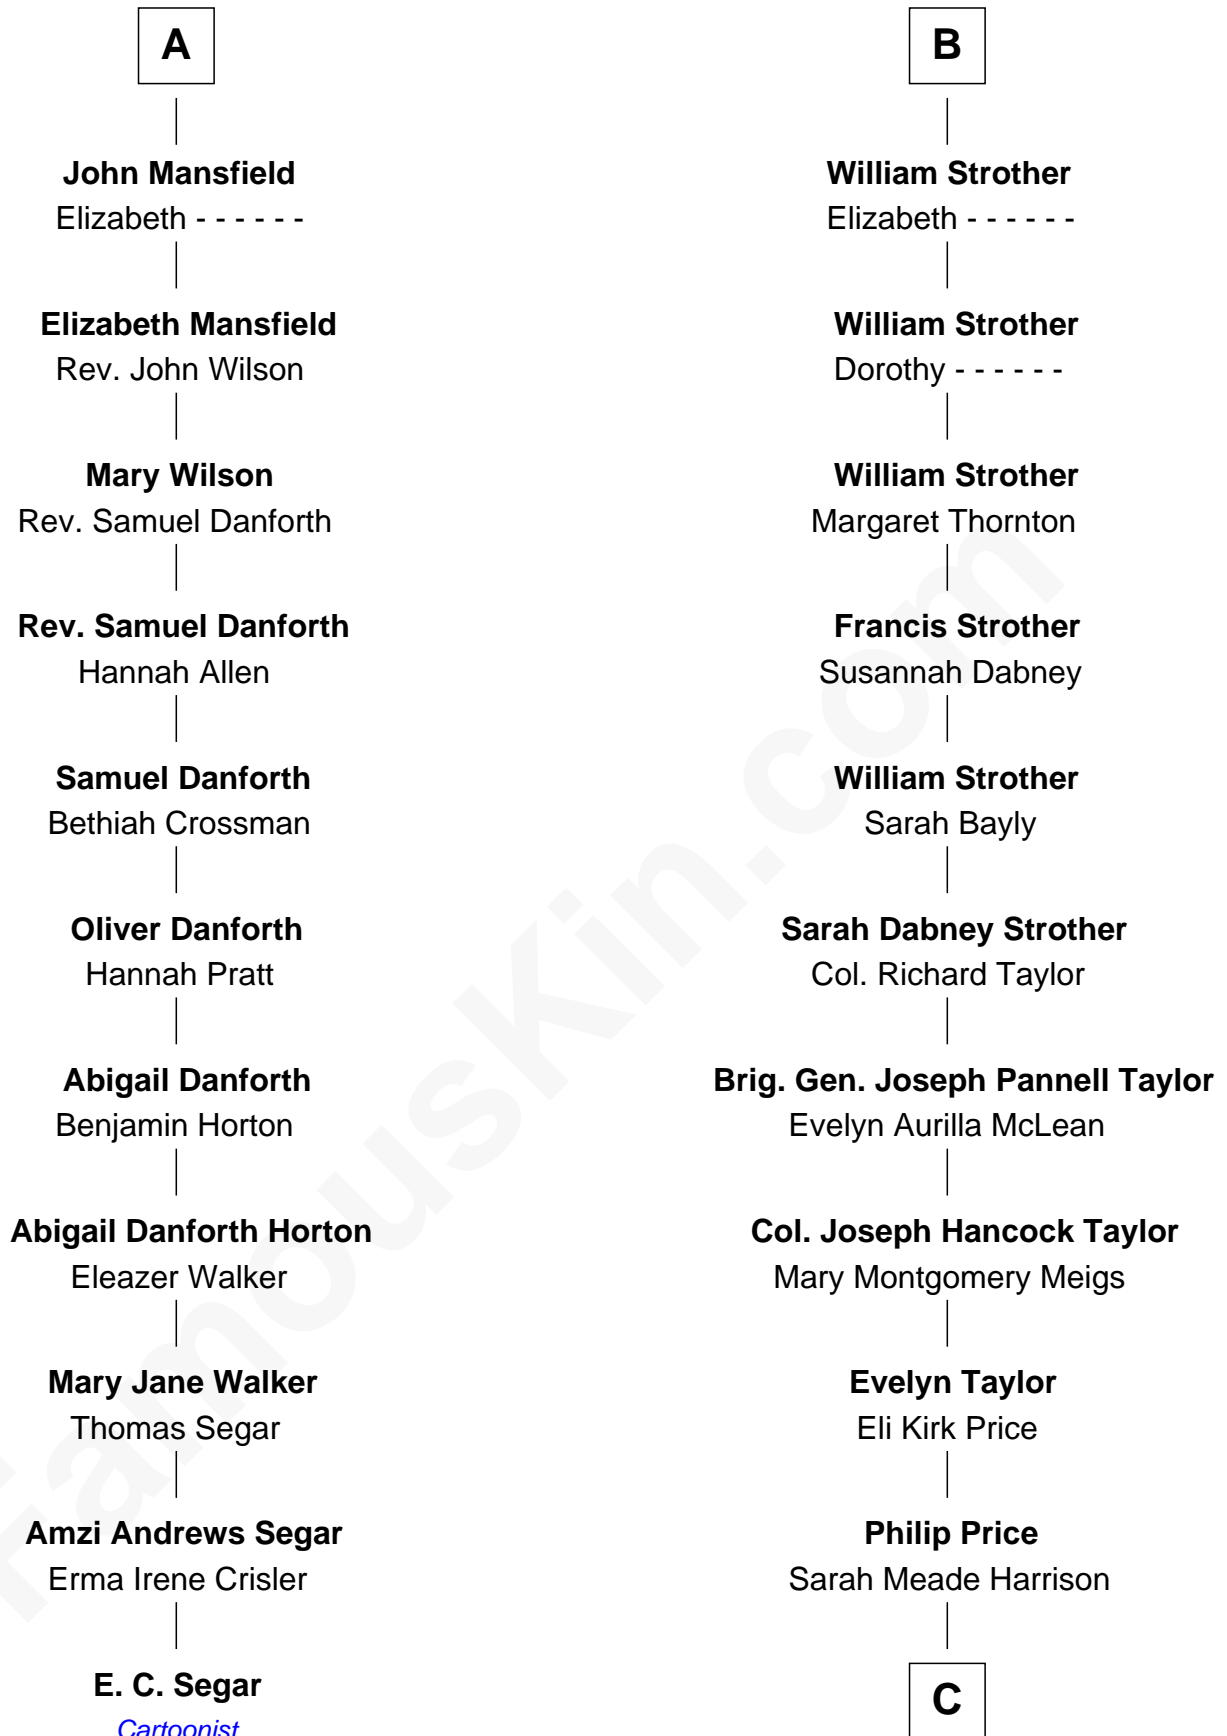 A
John Mansfield
Elizabeth - - - - - -
Elizabeth Mansfield
Rev. John Wilson
Mary Wilson
Rev. Samuel Danforth
Rev. Samuel Danforth
Hannah Allen
Samuel Danforth
Bethiah Crossman
Oliver Danforth
Hannah Pratt
Abigail Danforth
Benjamin Horton
Abigail Danforth Horton
Eleazer Walker
Mary Jane Walker
Thomas Segar
Amzi Andrews Segar
Erma Irene Crisler
E. C. Segar
Cartoonist
B
William Strother
Elizabeth - - - - - -
William Strother
Dorothy - - - - - -
William Strother
Margaret Thornton
Francis Strother
Susannah Dabney
William Strother
Sarah Bayly
Sarah Dabney Strother
Col. Richard Taylor
Brig. Gen. Joseph Pannell Taylor
Evelyn Aurilla McLean
Col. Joseph Hancock Taylor
Mary Montgomery Meigs
Evelyn Taylor
Eli Kirk Price
Philip Price
Sarah Meade Harrison
C
FamousKin.com